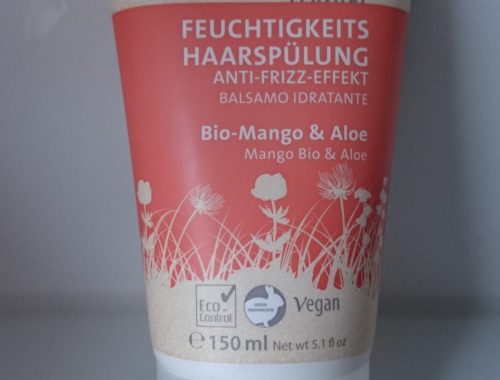 FEUCHTIGKEITS
HAARSPÜLUNG
ANTI-FRIZZ-EFFEKT
BALSAMO IDRATANTE
Bio-Mango & Aloe
Mango Bio & Aloe
Eco
Control
Vegan
℮ 150 ml Net wt 5.1 fl oz